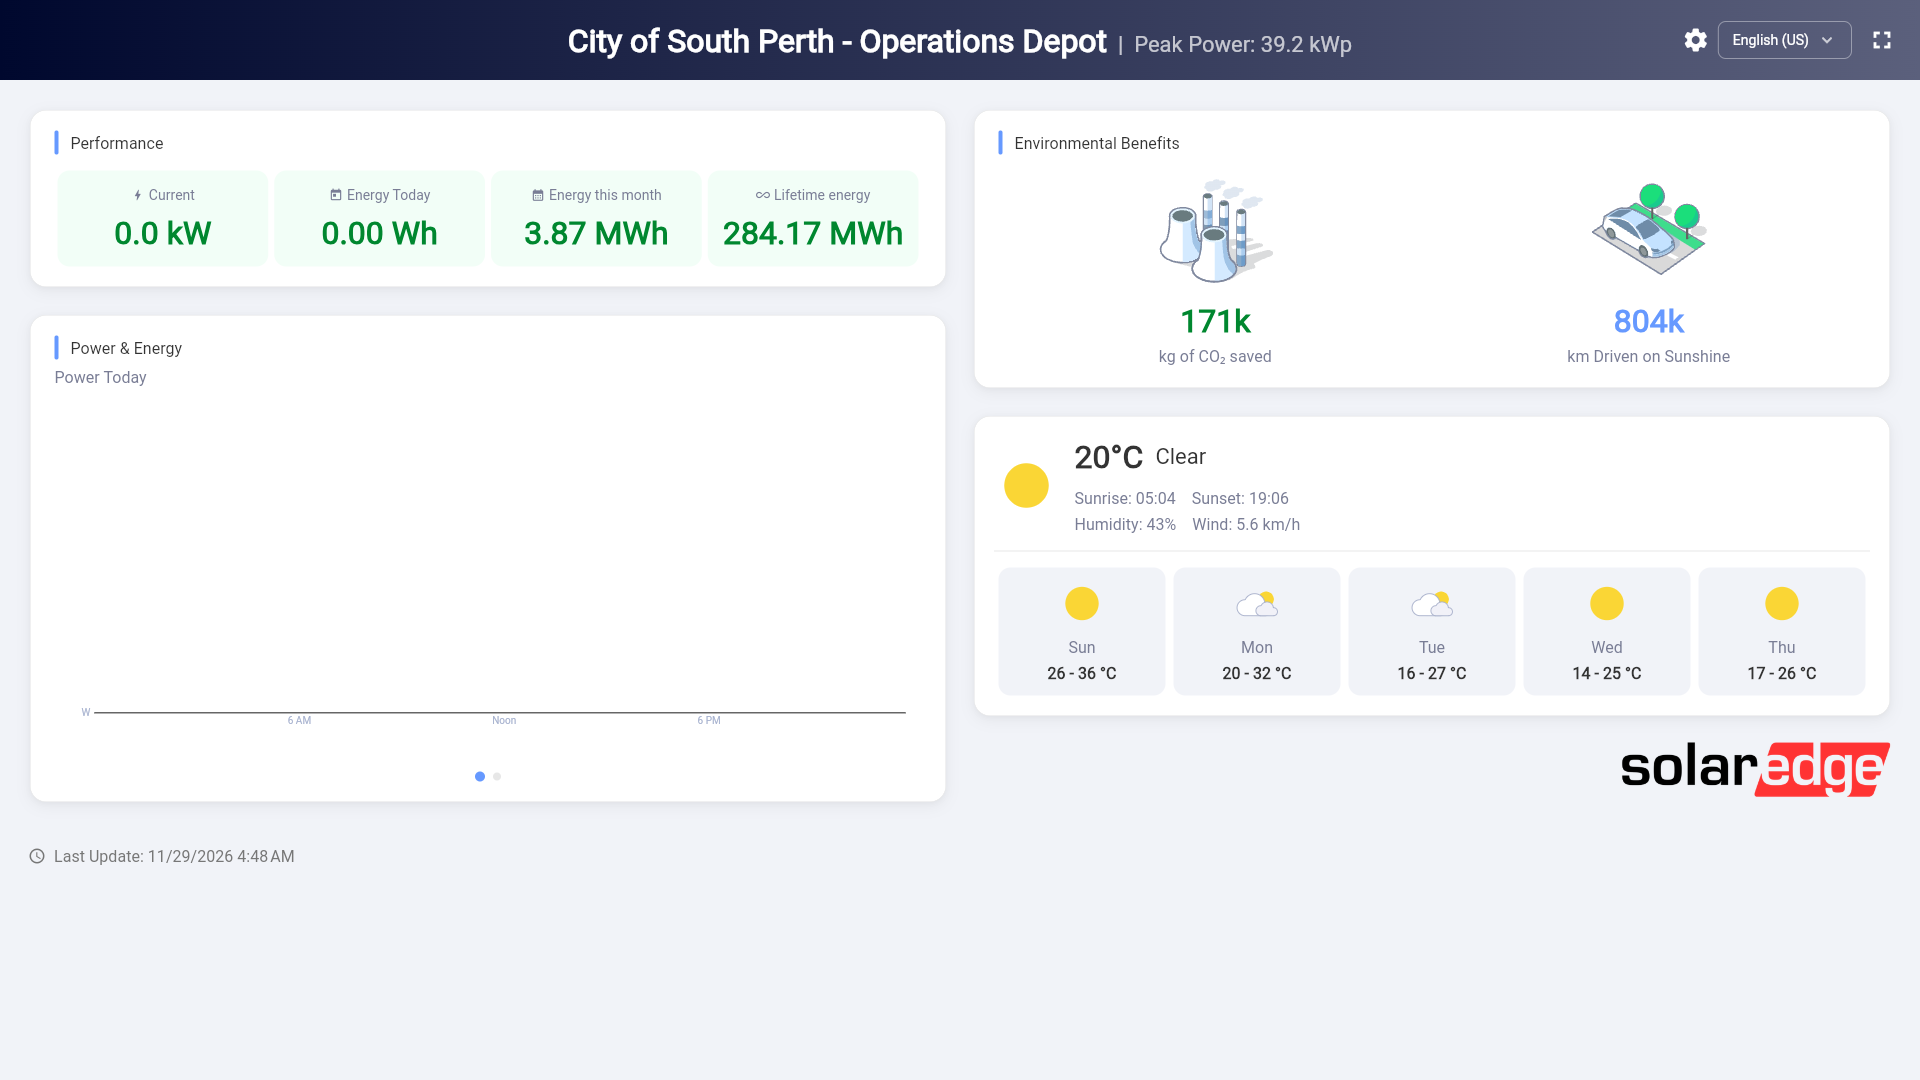 City of South Perth - Operations Depot | Peak Power: 39.2 kWp
English (US)
Performance
Current
0.0 kW
Energy Today
0.00 Wh
Energy this month
3.87 MWh
Lifetime energy
284.17 MWh
Power & Energy
Power Today
W
6 AM
Noon
6 PM
Environmental Benefits
171k
kg of CO₂ saved
804k
km Driven on Sunshine
20°C Clear
Sunrise: 05:04 Sunset: 19:06
Humidity: 43% Wind: 5.6 km/h
Sun
26 - 36 °C
Mon
20 - 32 °C
Tue
16 - 27 °C
Wed
14 - 25 °C
Thu
17 - 26 °C
solaredge
Last Update: 11/29/2026 4:48 AM